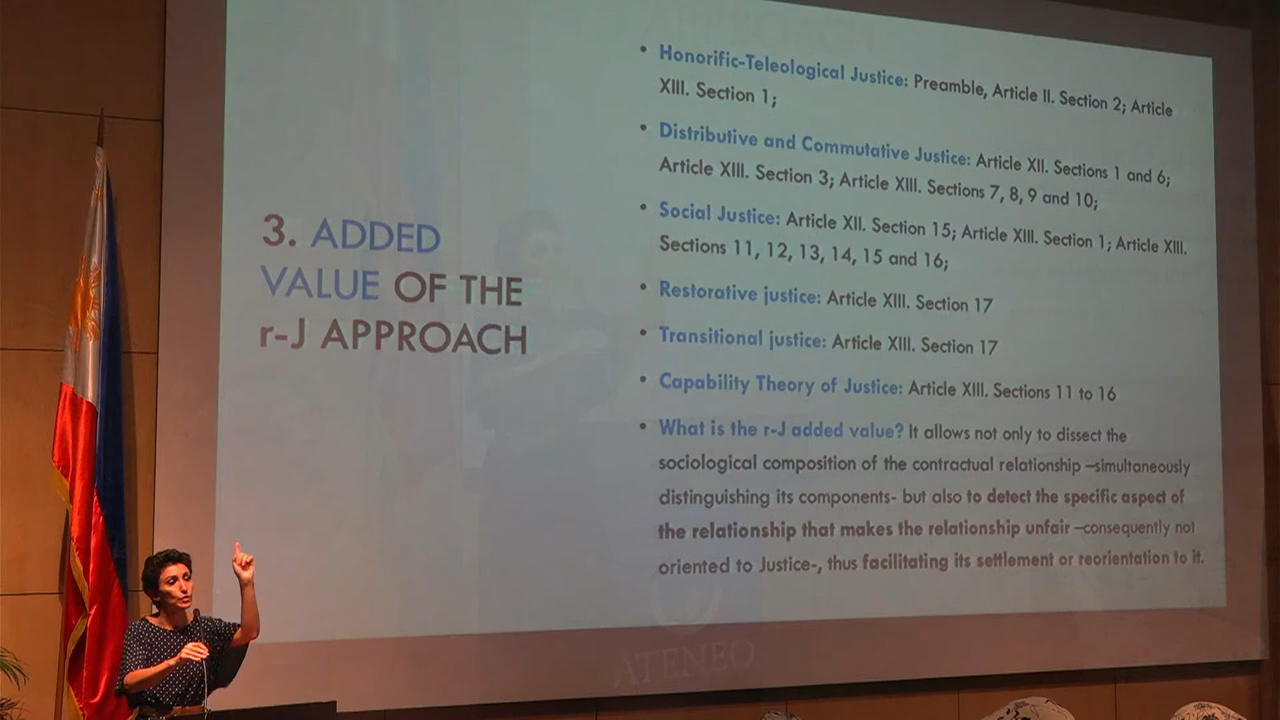 3. ADDED
VALUE OF THE
r-J APPROACH
• Honorific-Teleological Justice: Preamble, Article II. Section 2; Article
XIII. Section 1;
• Distributive and Commutative Justice: Article XII. Sections 1 and 6;
Article XIII. Section 3; Article XIII. Sections 7, 8, 9 and 10;
• Social Justice: Article XII. Section 15; Article XIII. Section 1; Article XIII.
Sections 11, 12, 13, 14, 15 and 16;
• Restorative justice: Article XIII. Section 17
• Transitional justice: Article XIII. Section 17
• Capability Theory of Justice: Article XIII. Sections 11 to 16
• What is the r-J added value? It allows not only to dissect the
sociological composition of the contractual relationship –simultaneously
distinguishing its components- but also to detect the specific aspect of
the relationship that makes the relationship unfair –consequently not
oriented to Justice-, thus facilitating its settlement or reorientation to it.
ATENEO